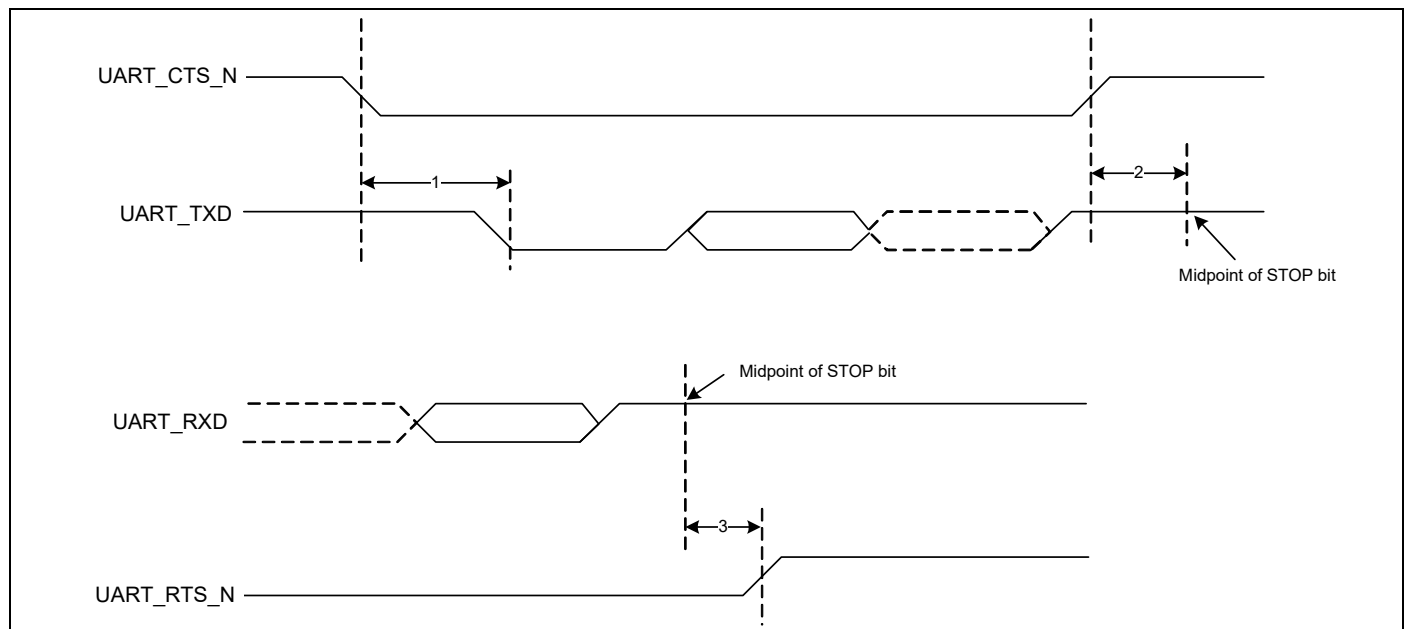 UART_CTS_N
1
2
UART_TXD
Midpoint of STOP bit
Midpoint of STOP bit
UART_RXD
3
UART_RTS_N